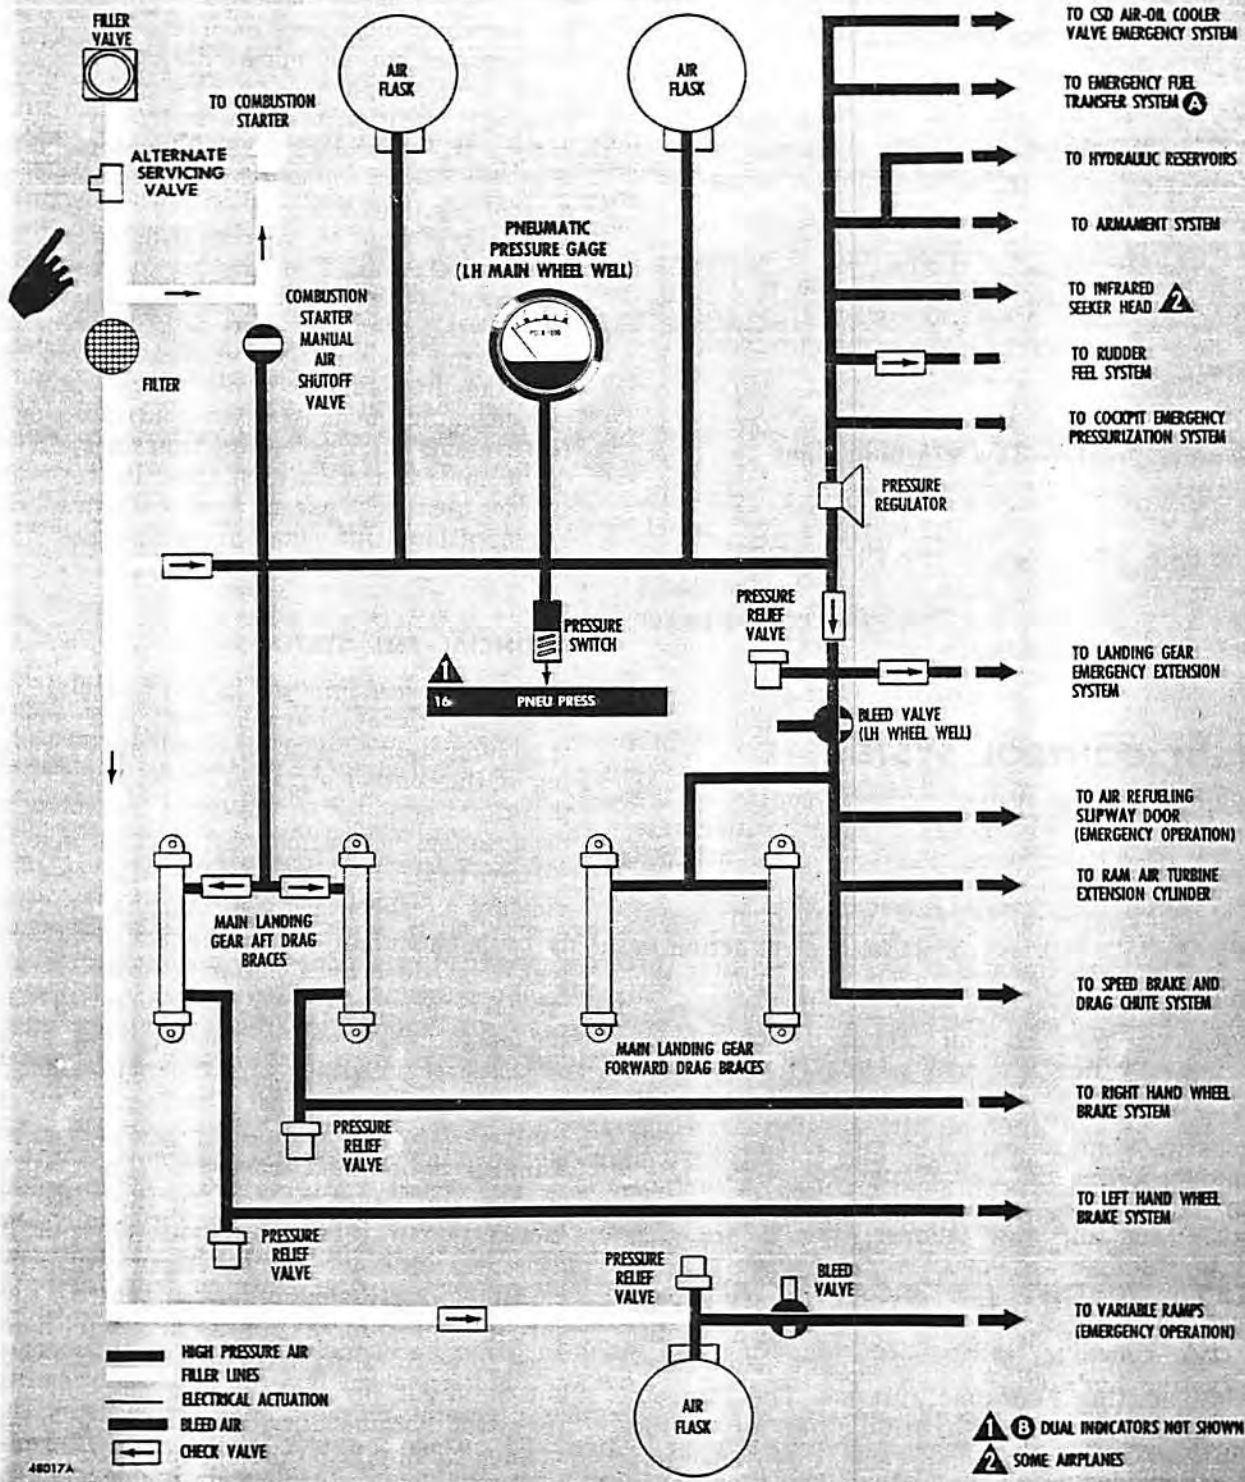 FILLER
VALVE
AIR
FLASK
AIR
FLASK
TO CSD AIR-OIL COOLER
VALVE EMERGENCY SYSTEM
TO COMBUSTION
STARTER
TO EMERGENCY FUEL
TRANSFER SYSTEM A
ALTERNATE
SERVICING
VALVE
TO HYDRAULIC RESERVOIRS
TO ARMAMENT SYSTEM
PNEUMATIC
PRESSURE GAGE
(LH MAIN WHEEL WELL)
TO INFRARED
SEEKER HEAD 2
COMBUSTION
STARTER
MANUAL
AIR
SHUTOFF
VALVE
FILTER
TO RUDDER
FEEL SYSTEM
TO COCKPIT EMERGENCY
PRESSURIZATION SYSTEM
PRESSURE
REGULATOR
PRESSURE
SWITCH
1
16 PNEU PRESS
PRESSURE
RELIEF
VALVE
TO LANDING GEAR
EMERGENCY EXTENSION
SYSTEM
BLEED VALVE
(LH WHEEL WELL)
TO AIR REFUELING
SLIPWAY DOOR
(EMERGENCY OPERATION)
TO RAM AIR TURBINE
EXTENSION CYLINDER
MAIN LANDING
GEAR AFT DRAG
BRACES
TO SPEED BRAKE AND
DRAG CHUTE SYSTEM
MAIN LANDING GEAR
FORWARD DRAG BRACES
TO RIGHT HAND WHEEL
BRAKE SYSTEM
PRESSURE
RELIEF
VALVE
TO LEFT HAND WHEEL
BRAKE SYSTEM
PRESSURE
RELIEF
VALVE
PRESSURE
RELIEF
VALVE
BLEED
VALVE
TO VARIABLE RAMPS
(EMERGENCY OPERATION)
AIR
FLASK
HIGH PRESSURE AIR
FILLER LINES
ELECTRICAL ACTUATION
BLEED AIR
CHECK VALVE
1 B DUAL INDICATORS NOT SHOWN
2 SOME AIRPLANES
48017A